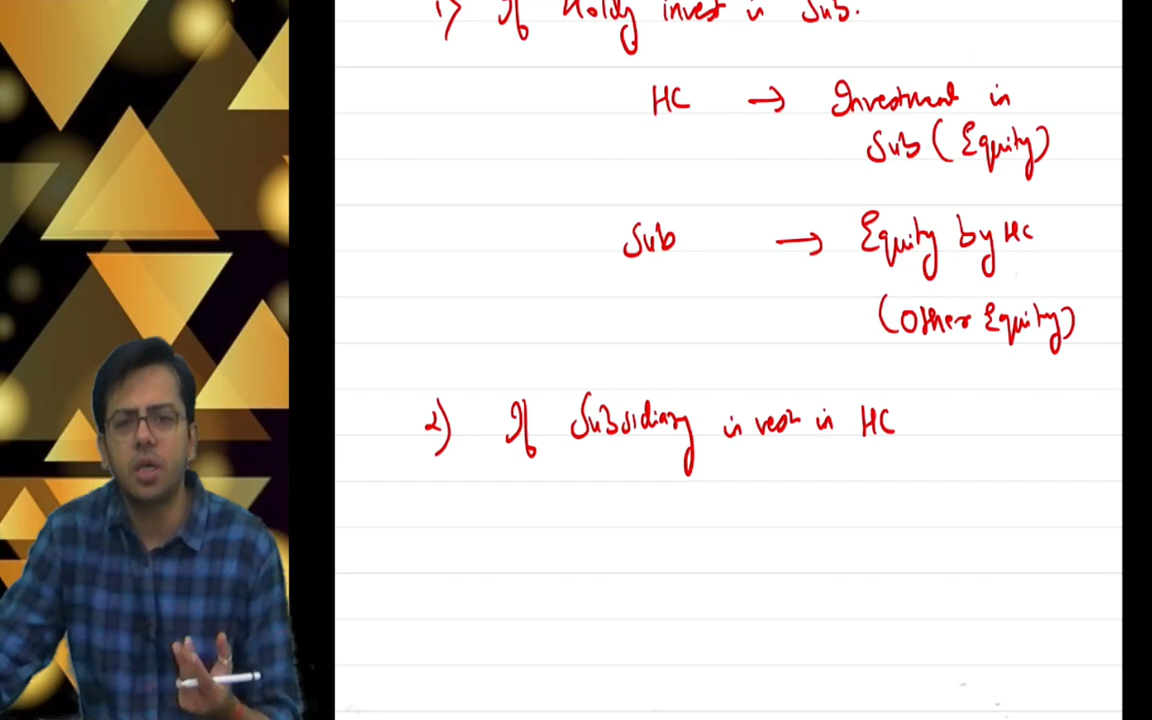 1) If Holdg invest in Sub.
HC → Investment in
Sub (Equity)
Sub → Equity by HC
(Other Equity)
2) If Subsidiary invest in HC